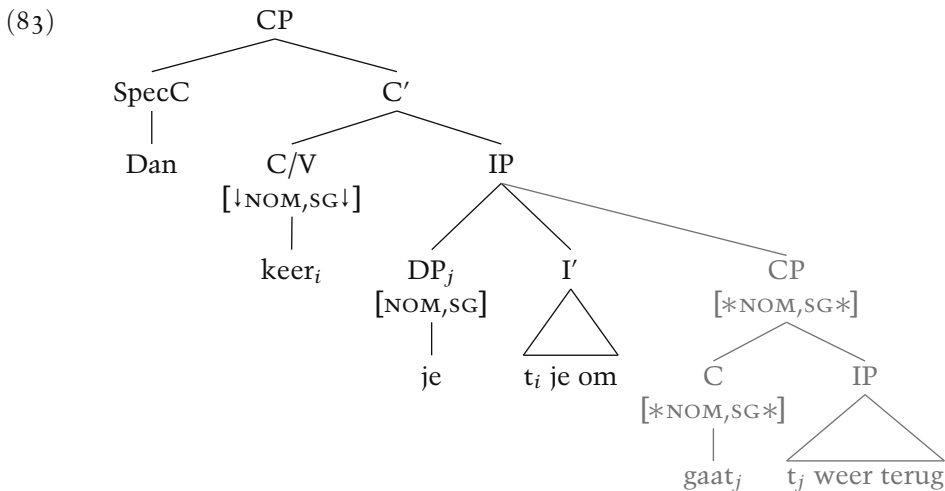 (83) CP
SpecC C′
Dan C/V IP
[↓NOM,SG↓]
keerᵢ DPⱼ I′ CP
[NOM,SG] [*NOM,SG*]
je tᵢ je om C IP
[*NOM,SG*]
gaatⱼ tⱼ weer terug